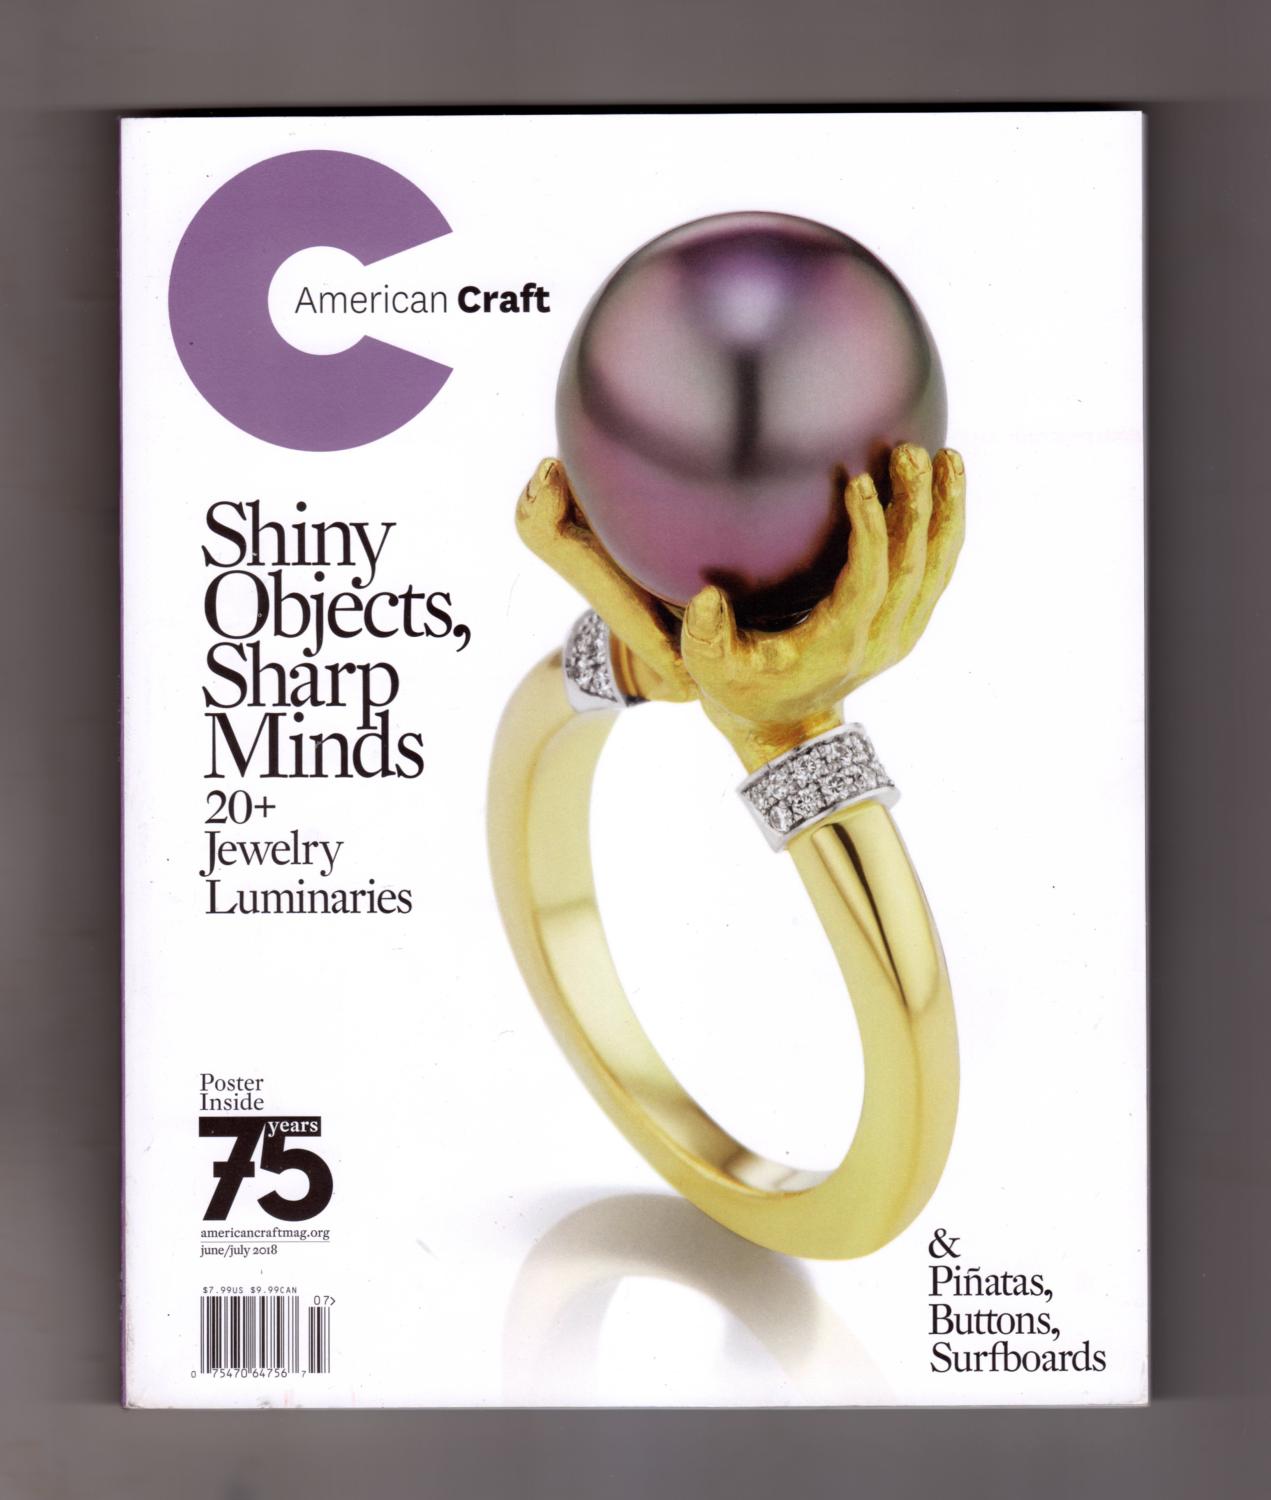 American Craft
Shiny
Objects,
Sharp
Minds
20+
Jewelry
Luminaries
Poster
Inside
75 years
americancraftmag.org
june/july 2018
$7.99US $9.99CAN
07>
0 75470 64756 7
&
Piñatas,
Buttons,
Surfboards